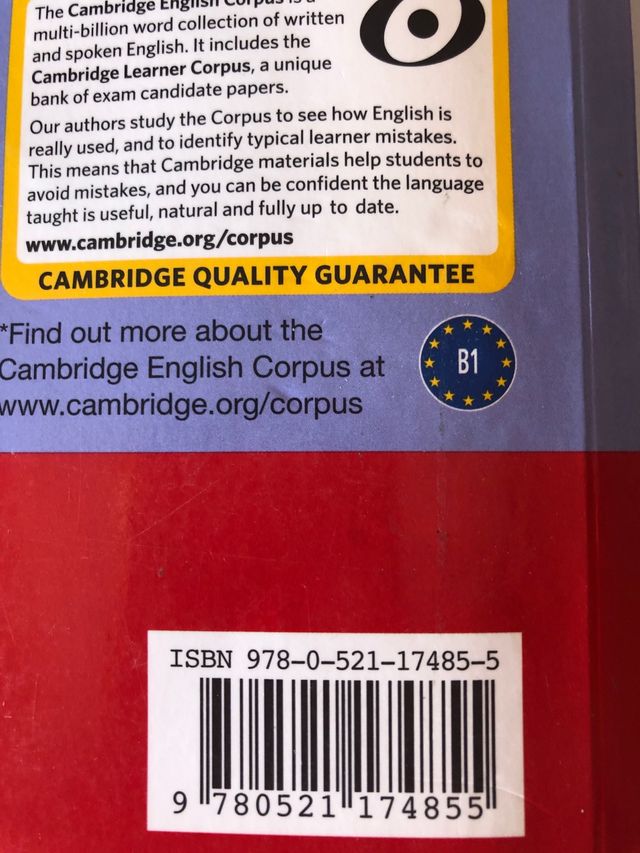 The Cambridge English Corpus is a
multi-billion word collection of written
and spoken English. It includes the
Cambridge Learner Corpus, a unique
bank of exam candidate papers.
Our authors study the Corpus to see how English is
really used, and to identify typical learner mistakes.
This means that Cambridge materials help students to
avoid mistakes, and you can be confident the language
taught is useful, natural and fully up to date.
www.cambridge.org/corpus
CAMBRIDGE QUALITY GUARANTEE
*Find out more about the
Cambridge English Corpus at
www.cambridge.org/corpus
B1
ISBN 978-0-521-17485-5
9 780521 174855